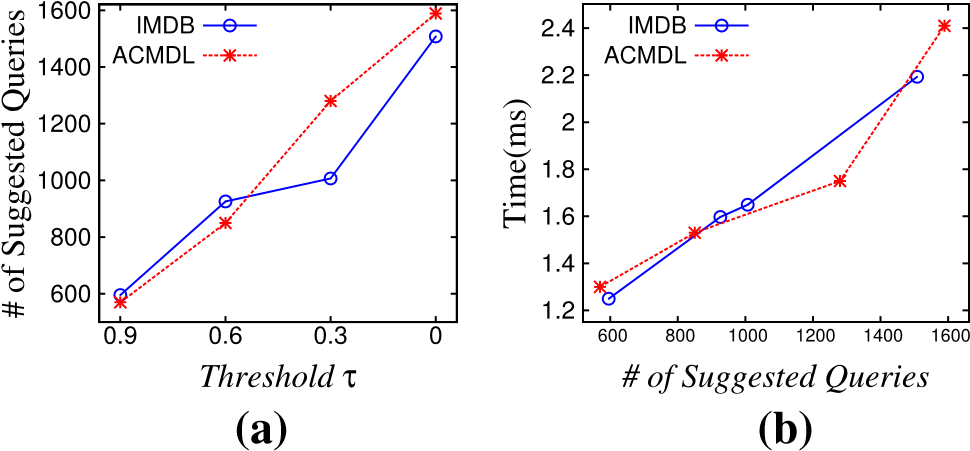 # of Suggested Queries
1600
1400
1200
1000
800
600
IMDB
ACMDL
0.9 0.6 0.3 0
Threshold τ
(a)
Time(ms)
2.4
2.2
2
1.8
1.6
1.4
1.2
IMDB
ACMDL
600 800 1000 1200 1400 1600
# of Suggested Queries
(b)